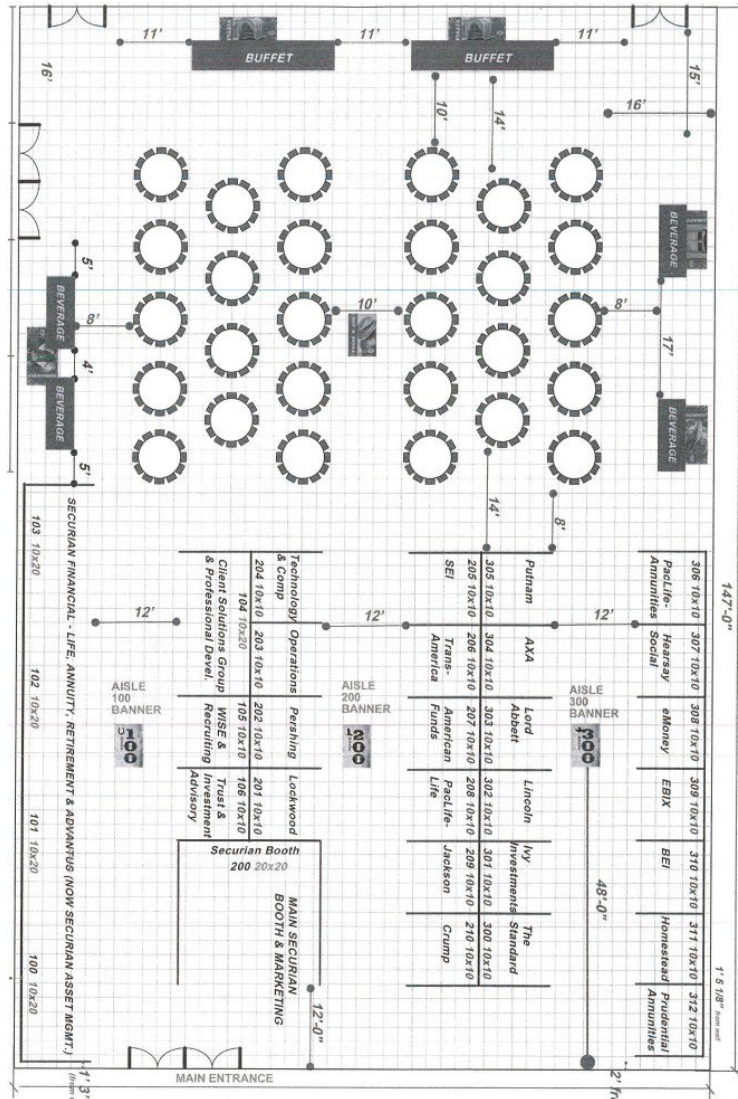 11'
11'
11'
BUFFET
BUFFET
16'
15'
16'
10'
14'
BEVERAGE
5'
BEVERAGE
8'
10'
8'
17'
4'
BEVERAGE
BEVERAGE
5'
14'
8'
147'-0"
SECURIAN FINANCIAL - LIFE, ANNUITY, RETIREMENT & ADVANTUS (NOW SECURIAN ASSET MGMT.)
103 10x20
102 10x20
101 10x20
100 10x20
12'
12'
12'
Technology
& Comp
204 10x10
Operations
203 10x10
Pershing
202 10x10
Lockwood
201 10x10
104 10x20
Client Solutions Group
& Professional Devel.
105 10x10
WISE &
Recruiting
106 10x10
Trust &
Investment
Advisory
Putnam
305 10x10
AXA
304 10x10
Lord
Abbett
303 10x10
Lincoln
302 10x10
Ivy
Investments
301 10x10
The
Standard
300 10x10
205 10x10
SEI
206 10x10
Trans-
America
207 10x10
American
Funds
208 10x10
PacLife-
Life
209 10x10
Jackson
210 10x10
Crump
306 10x10
PacLife-
Annunities
307 10x10
Hearsay
Social
308 10x10
eMoney
309 10x10
EBIX
310 10x10
BEI
311 10x10
Homestead
312 10x10
Prudential
Annunities
AISLE
100
BANNER
100
AISLE
200
BANNER
200
AISLE
300
BANNER
300
Securian Booth
200 20x20
MAIN SECURIAN
BOOTH & MARKETING
48'-0"
12'-0"
1' 5 1/8" from wall
MAIN ENTRANCE
1' 3"
2'